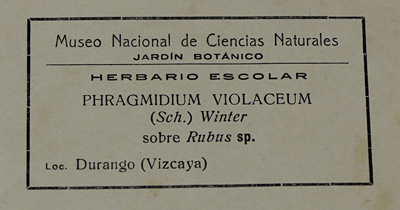 Museo Nacional de Ciencias Naturales
JARDÍN BOTÁNICO
HERBARIO ESCOLAR
PHRAGMIDIUM VIOLACEUM
(Sch.) Winter
sobre Rubus sp.
Loc. Durango (Vizcaya)